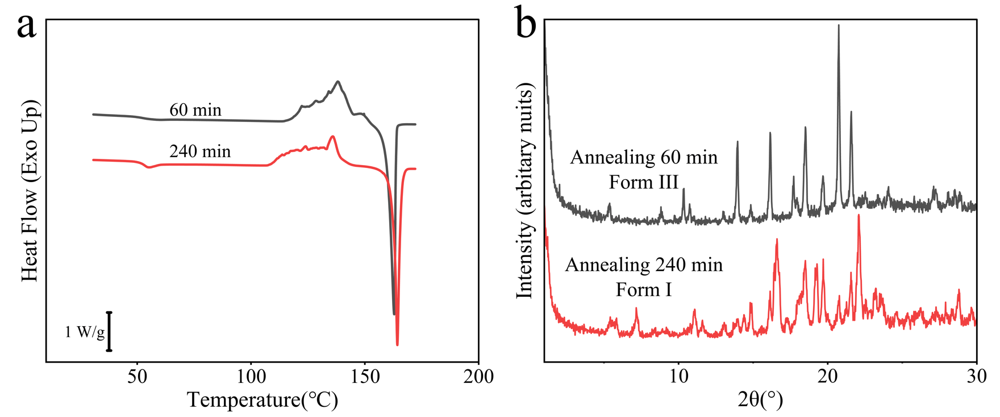 a
Heat Flow (Exo Up)
60 min
240 min
1 W/g
50 100 150 200
Temperature(℃)
b
Intensity (arbitary nuits)
Annealing 60 min
Form III
Annealing 240 min
Form I
10 20 30
2θ(°)